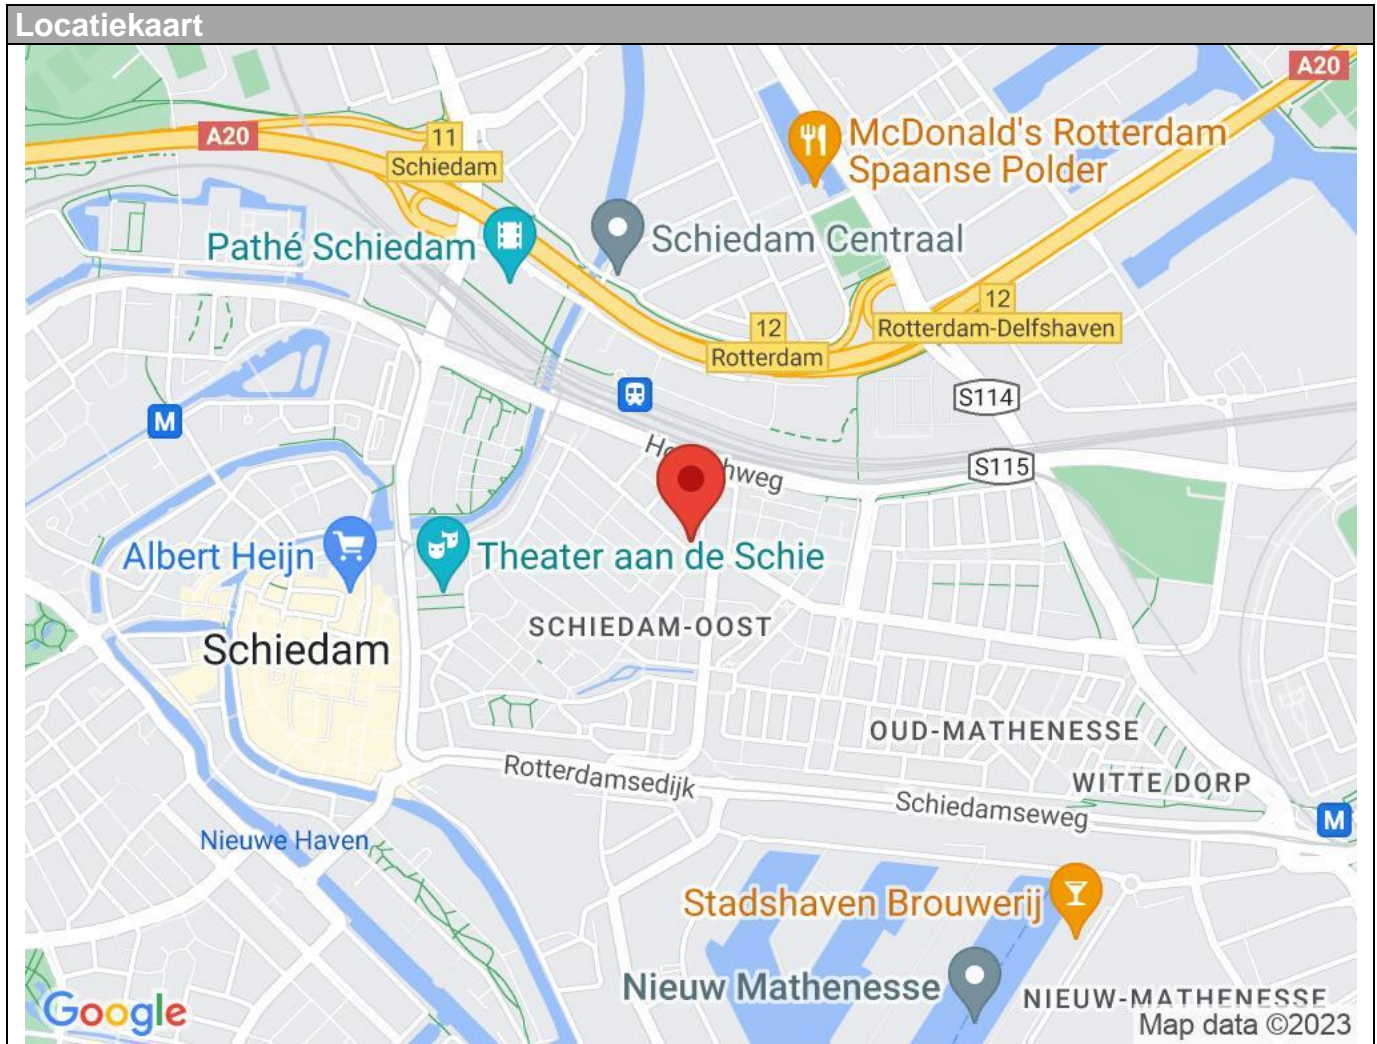 Locatiekaart
A20
A20
11
Schiedam
McDonald's Rotterdam
Spaanse Polder
Pathé Schiedam
Schiedam Centraal
12
Rotterdam-Delfshaven
12
Rotterdam
S114
M
S115
Albert Heijn
Theater aan de Schie
SCHIEDAM-OOST
Schiedam
OUD-MATHENESSE
Rotterdamsedijk
WITTE DORP
Schiedamseweg
M
Nieuwe Haven
Stadshaven Brouwerij
Nieuw Mathenesse
NIEUW-MATHENESSE
Google
Map data ©2023